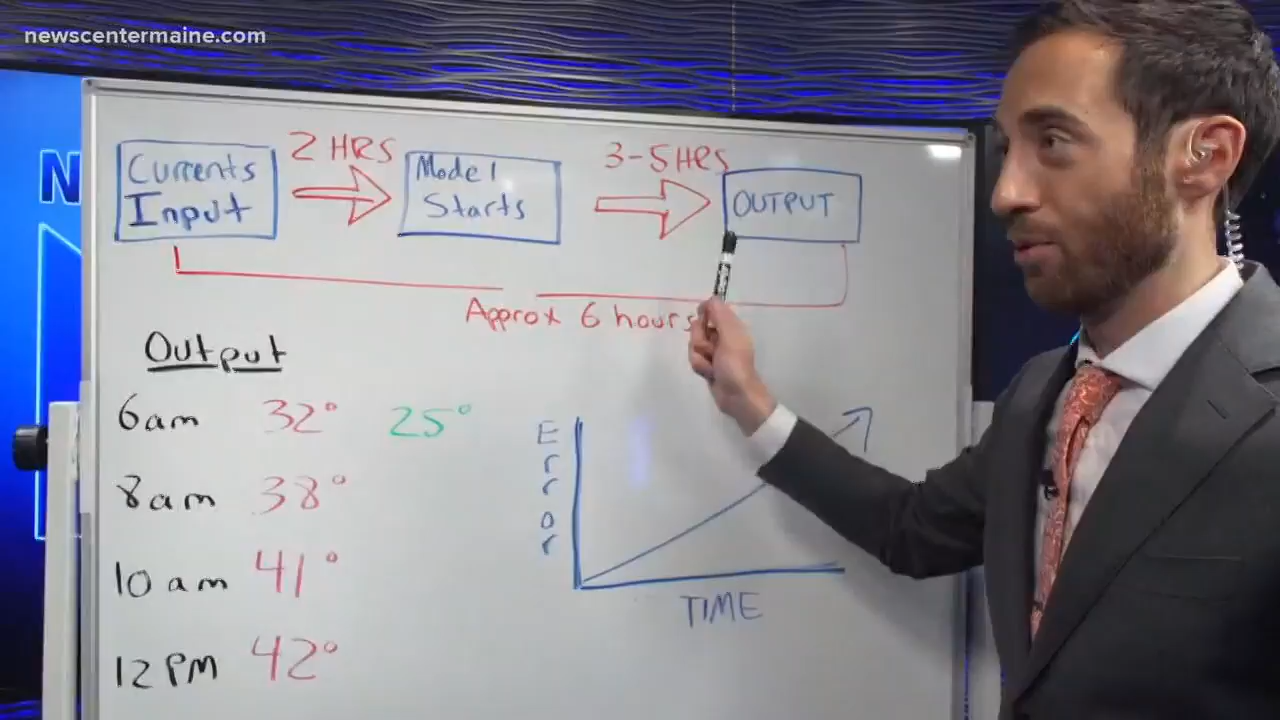 newscentermaine.com
2 HRS
3-5 HRS
Currents
Input
Model
Starts
OUTPUT
Approx 6 hours
Output
6am 32° 25°
8am 38°
10 am 41°
12 PM 42°
Error
TIME
N